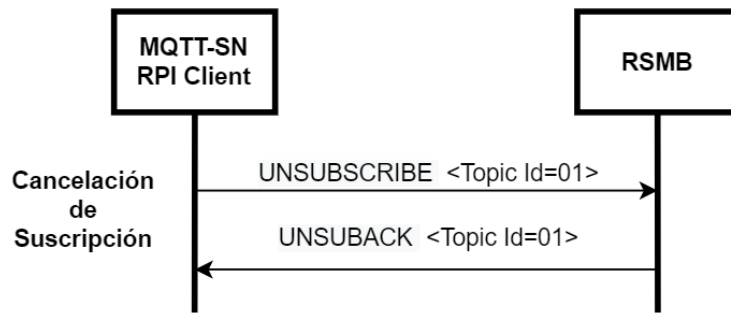 MQTT-SN
RPI Client
RSMB
UNSUBSCRIBE <Topic Id=01>
Cancelación
de
Suscripción
UNSUBACK <Topic Id=01>